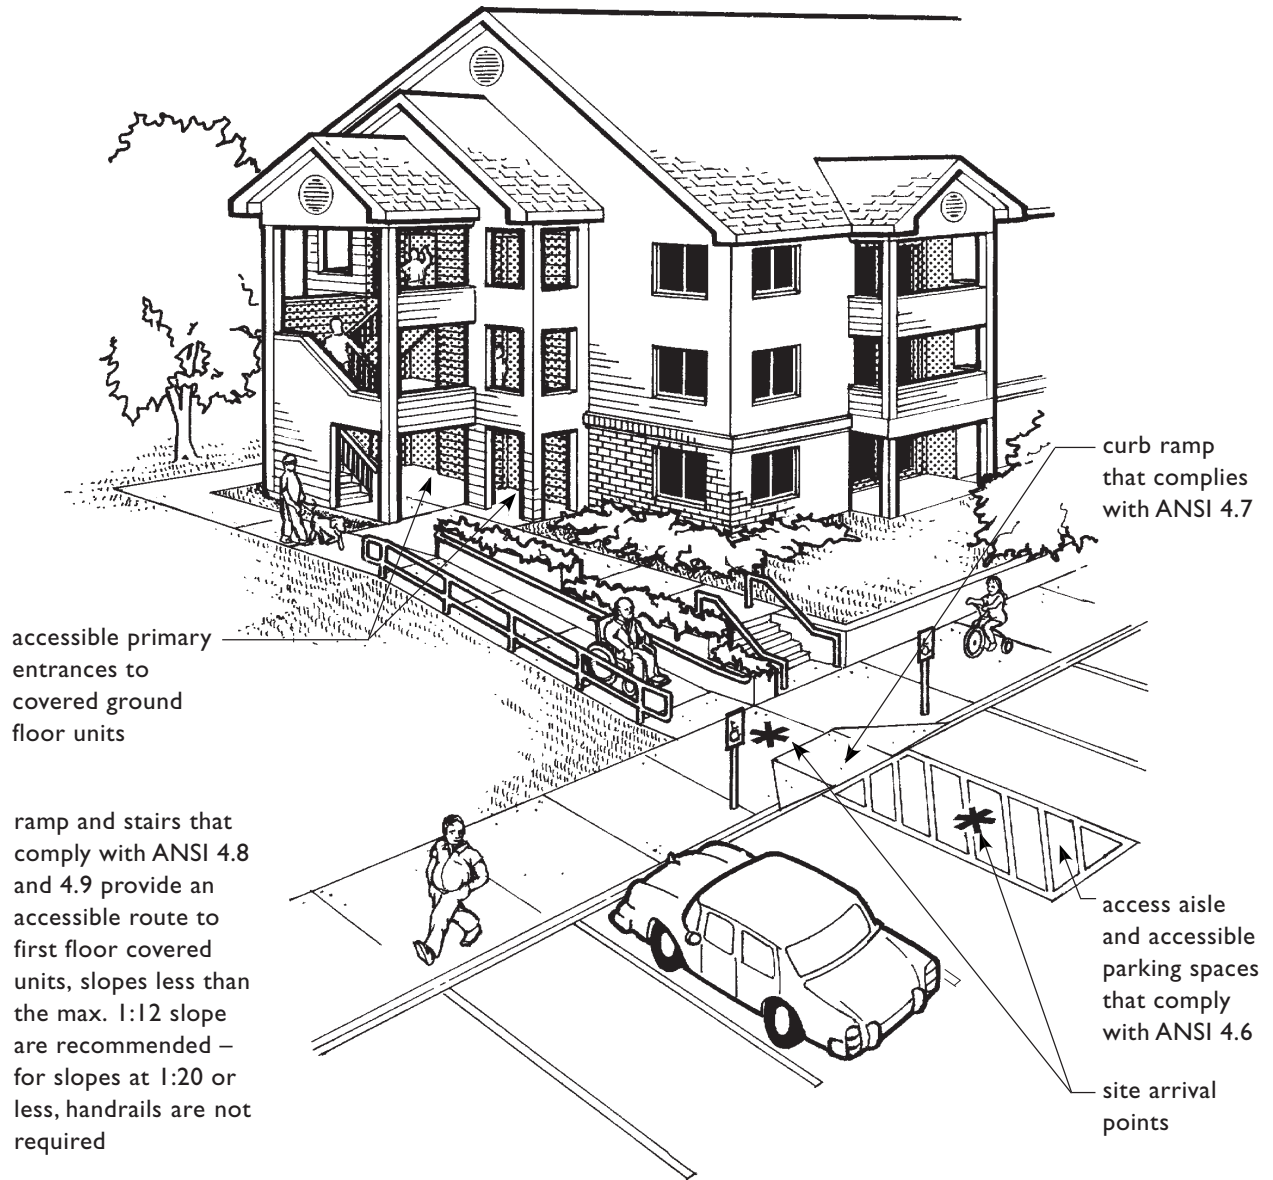 curb ramp
that complies
with ANSI 4.7
accessible primary
entrances to
covered ground
floor units
ramp and stairs that
comply with ANSI 4.8
and 4.9 provide an
accessible route to
first floor covered
units, slopes less than
the max. 1:12 slope
are recommended –
for slopes at 1:20 or
less, handrails are not
required
access aisle
and accessible
parking spaces
that comply
with ANSI 4.6
site arrival
points